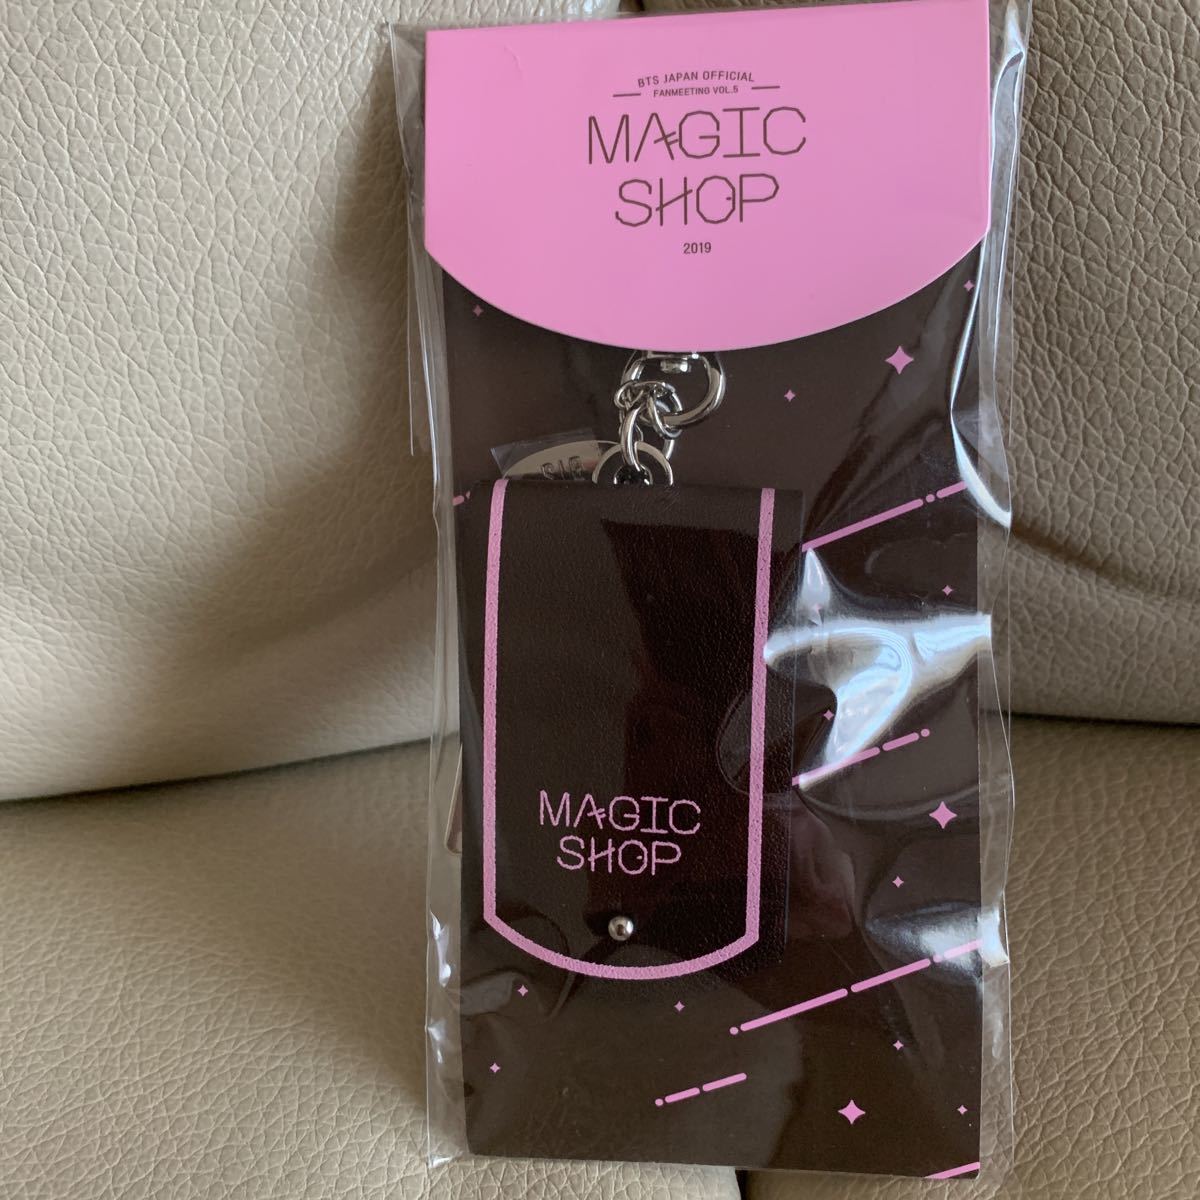 BTS JAPAN OFFICIAL
FANMEETING VOL.5
MAGIC
SHOP
2019
MAGIC
SHOP